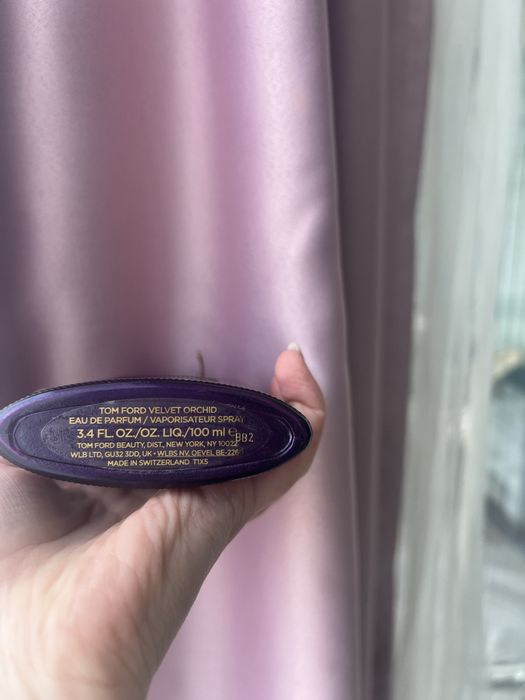 TOM FORD VELVET ORCHID
EAU DE PARFUM / VAPORISATEUR SPRAY
3.4 FL. OZ./OZ. LIQ./100 ml ℮
BB2
TOM FORD BEAUTY, DIST., NEW YORK, NY 10022
WLB LTD, GU32 3DD, UK • WLBS NV, OEVEL BE-226
MADE IN SWITZERLAND T1X5